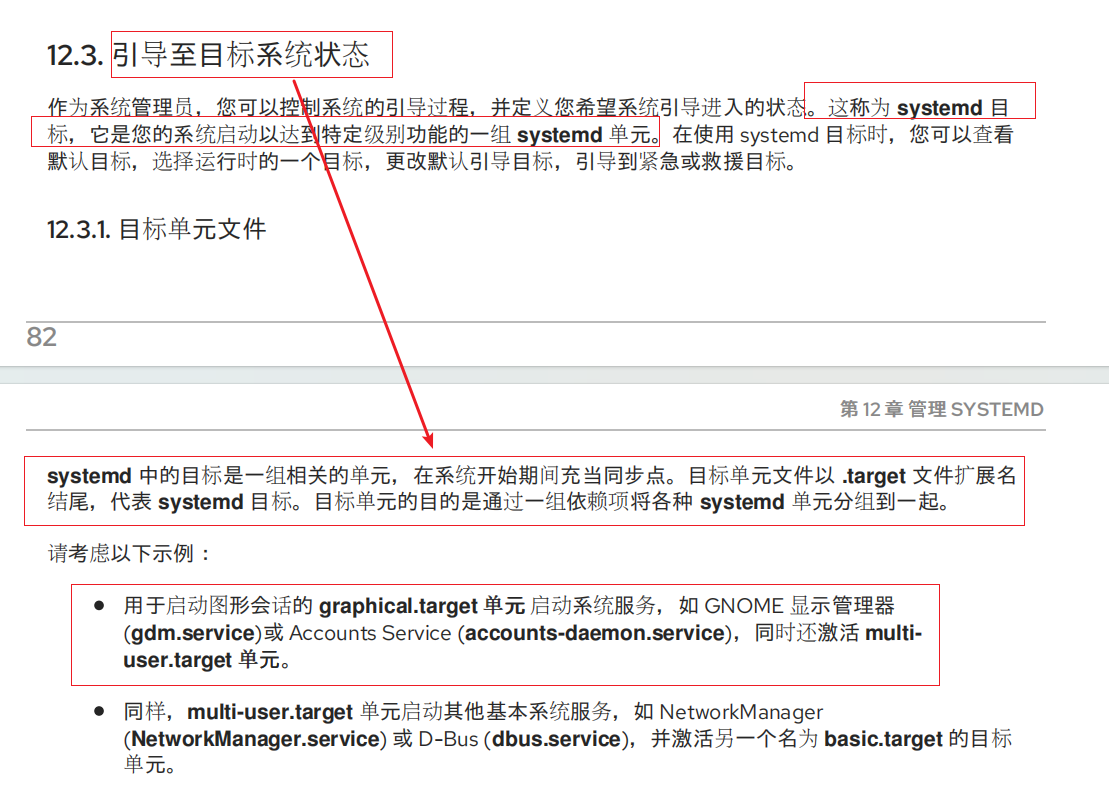 12.3. 引导至目标系统状态
作为系统管理员，您可以控制系统的引导过程，并定义您希望系统引导进入的状态。这称为 systemd 目
标，它是您的系统启动以达到特定级别功能的一组 systemd 单元。在使用 systemd 目标时，您可以查看
默认目标，选择运行时的一个目标，更改默认引导目标，引导到紧急或救援目标。
12.3.1. 目标单元文件
82
第 12 章 管理 SYSTEMD
systemd 中的目标是一组相关的单元，在系统开始期间充当同步点。目标单元文件以 .target 文件扩展名
结尾，代表 systemd 目标。目标单元的目的是通过一组依赖项将各种 systemd 单元分组到一起。
请考虑以下示例：
● 用于启动图形会话的 graphical.target 单元 启动系统服务，如 GNOME 显示管理器
(gdm.service)或 Accounts Service (accounts-daemon.service)，同时还激活 multi-
user.target 单元。
● 同样，multi-user.target 单元启动其他基本系统服务，如 NetworkManager
(NetworkManager.service) 或 D-Bus (dbus.service)，并激活另一个名为 basic.target 的目标
单元。